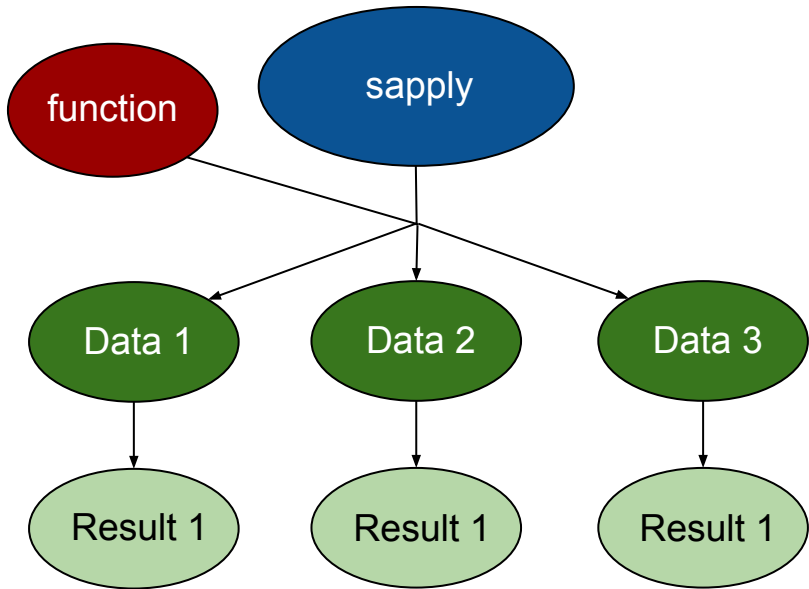 function
sapply
Data 1
Data 2
Data 3
Result 1
Result 1
Result 1